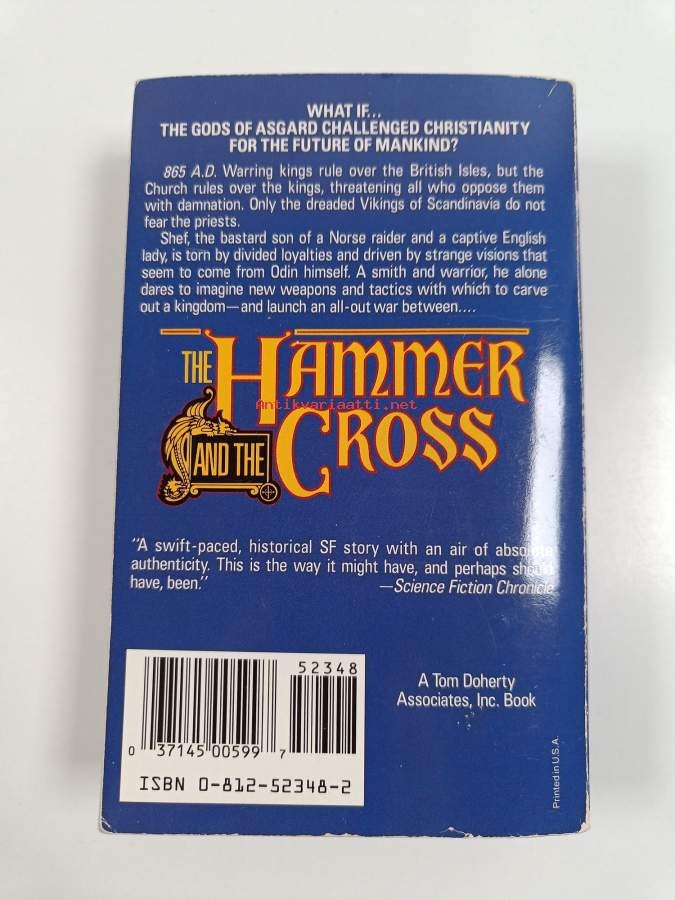 WHAT IF...
THE GODS OF ASGARD CHALLENGED CHRISTIANITY
FOR THE FUTURE OF MANKIND?
865 A.D. Warring kings rule over the British Isles, but the
Church rules over the kings, threatening all who oppose them
with damnation. Only the dreaded Vikings of Scandinavia do not
fear the priests.
Shef, the bastard son of a Norse raider and a captive English
lady, is torn by divided loyalties and driven by strange visions that
seem to come from Odin himself. A smith and warrior, he alone
dares to imagine new weapons and tactics with which to carve
out a kingdom—and launch an all-out war between....
THE HAMMER
Antikvariaatti.net
AND THE CROSS
"A swift-paced, historical SF story with an air of absolute
authenticity. This is the way it might have, and perhaps should
have, been."
—Science Fiction Chronicle
52348
A Tom Doherty
Associates, Inc. Book
0 37145 00599 7
ISBN 0-812-52348-2
Printed in U.S.A.